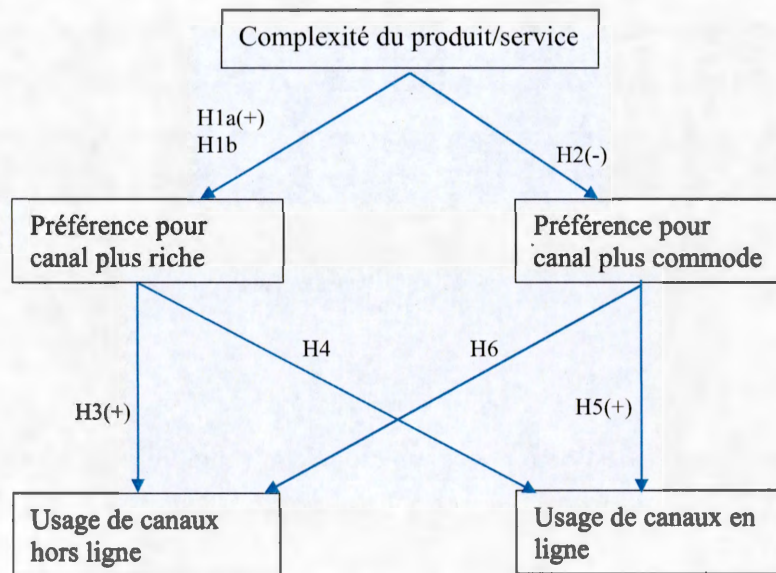 Complexité du produit/service
H1a(+)
H1b
H2(-)
Préférence pour
canal plus riche
Préférence pour
canal plus commode
H4
H6
H3(+)
H5(+)
Usage de canaux
hors ligne
Usage de canaux en
ligne